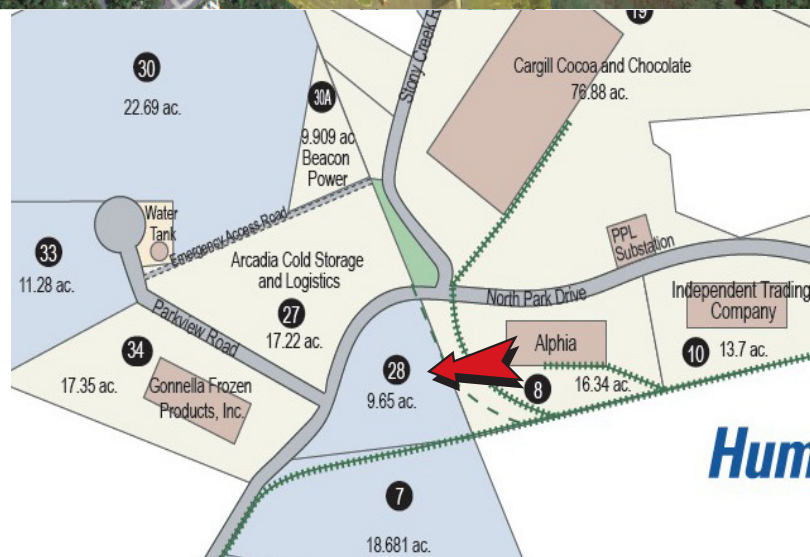 19
Cargill Cocoa and Chocolate
76.88 ac.
30
22.69 ac.
30A
9.909 ac
Beacon
Power
Stony Creek R
Water
Tank
Emergency Access Road
33
11.28 ac.
Arcadia Cold Storage
and Logistics
27
17.22 ac.
PPL
Substation
North Park Drive
Independent Trading
Company
10 13.7 ac.
Parkview Road
34
17.35 ac.
Gonnella Frozen
Products, Inc.
28
9.65 ac.
Alphia
8
16.34 ac.
Hum
7
18.681 ac.